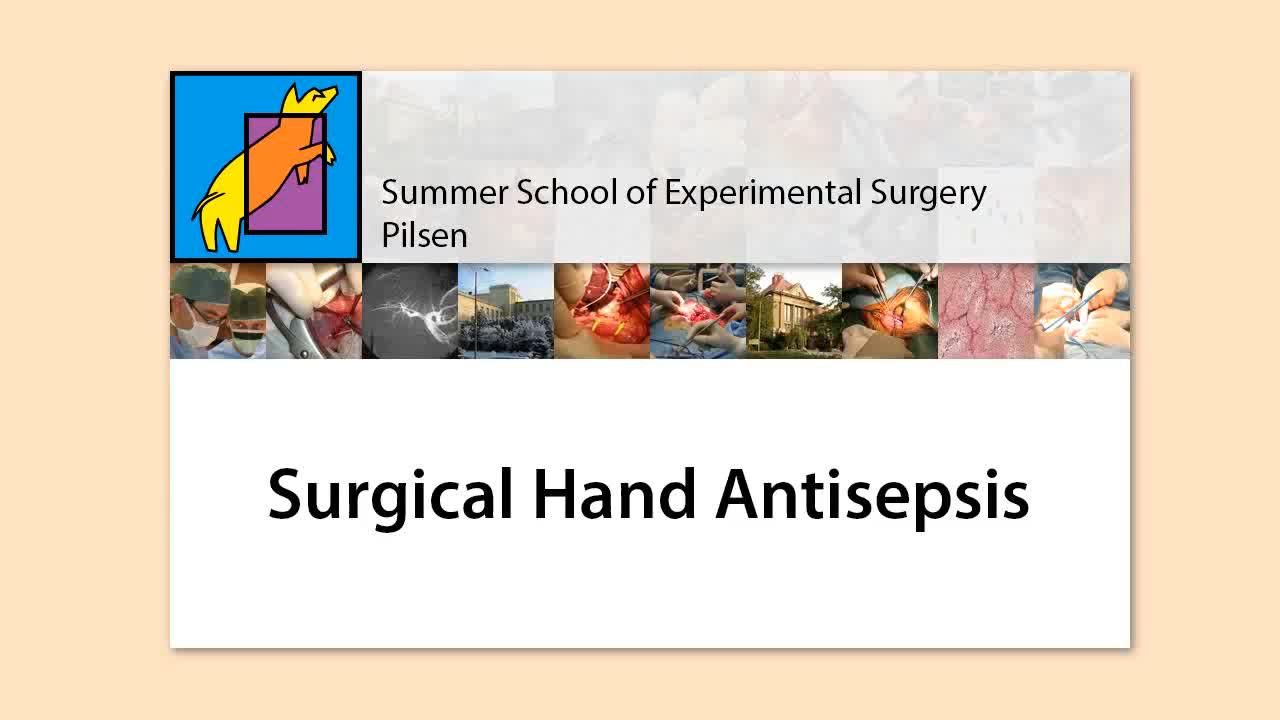 Summer School of Experimental Surgery
Pilsen
Surgical Hand Antisepsis